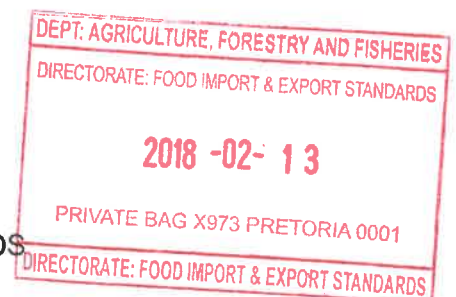 DEPT: AGRICULTURE, FORESTRY AND FISHERIES
DIRECTORATE: FOOD IMPORT & EXPORT STANDARDS
2018 -02- 13
PRIVATE BAG X973 PRETORIA 0001
DIRECTORATE: FOOD IMPORT & EXPORT STANDARDS